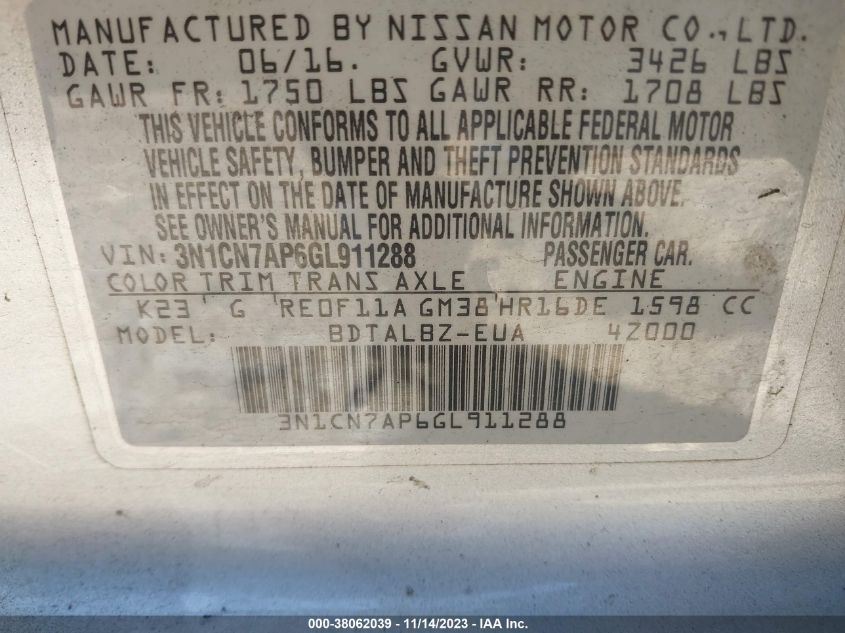 MANUFACTURED BY NISSAN MOTOR CO., LTD.
DATE: 06/16. GVWR: 3426 LBS
GAWR FR: 1750 LBS GAWR RR: 1708 LBS
THIS VEHICLE CONFORMS TO ALL APPLICABLE FEDERAL MOTOR
VEHICLE SAFETY, BUMPER AND THEFT PREVENTION STANDARDS
IN EFFECT ON THE DATE OF MANUFACTURE SHOWN ABOVE.
SEE OWNER'S MANUAL FOR ADDITIONAL INFORMATION.
VIN: 3N1CN7AP6GL911288 PASSENGER CAR.
COLOR TRIM TRANS AXLE ENGINE
K23 G RE0F11A GM38 HR16DE 1598 CC
MODEL: BDTALBZ-EUA 4Z000
3N1CN7AP6GL911288
000-38062039 - 11/14/2023 - IAA Inc.